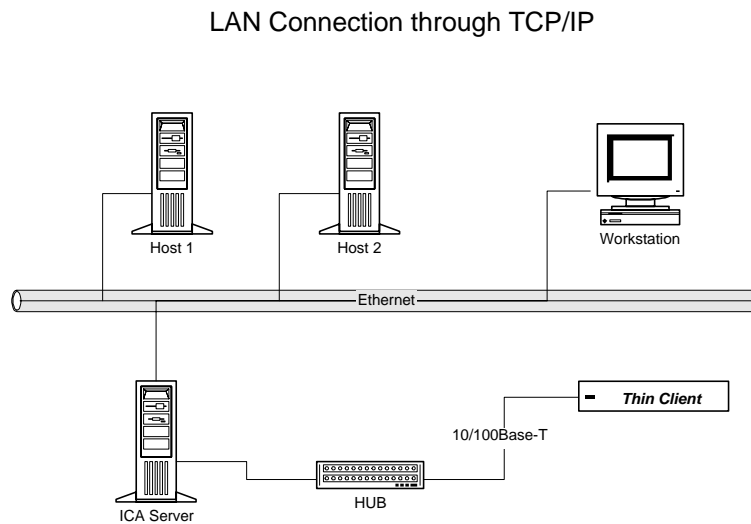 LAN Connection through TCP/IP
Host 1
Host 2
Workstation
Ethernet
Thin Client
10/100Base-T
HUB
ICA Server